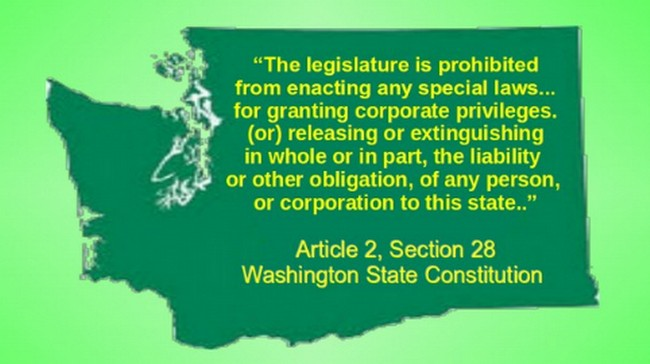 “The legislature is prohibited
from enacting any special laws...
for granting corporate privileges.
(or) releasing or extinguishing
in whole or in part, the liability
or other obligation, of any person,
or corporation to this state..”
Article 2, Section 28
Washington State Constitution